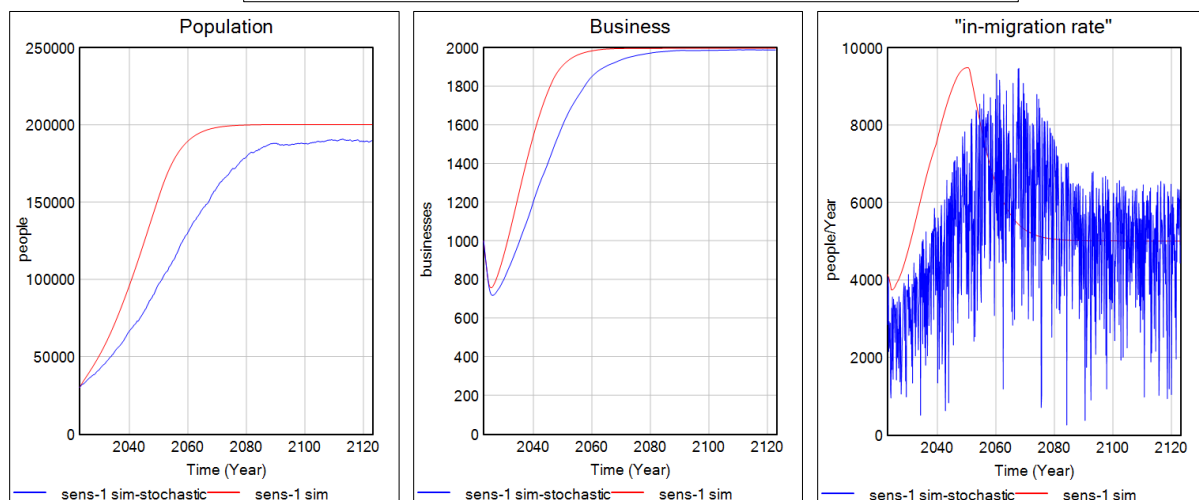 Population
250000
200000
150000
100000
50000
0
people
2040 2060 2080 2100 2120
Time (Year)
sens-1 sim-stochastic sens-1 sim
Business
2000
1800
1600
1400
1200
1000
800
600
400
200
0
businesses
2040 2060 2080 2100 2120
Time (Year)
sens-1 sim-stochastic sens-1 sim
"in-migration rate"
10000
8000
6000
4000
2000
0
people/Year
2040 2060 2080 2100 2120
Time (Year)
sens-1 sim-stochastic sens-1 sim